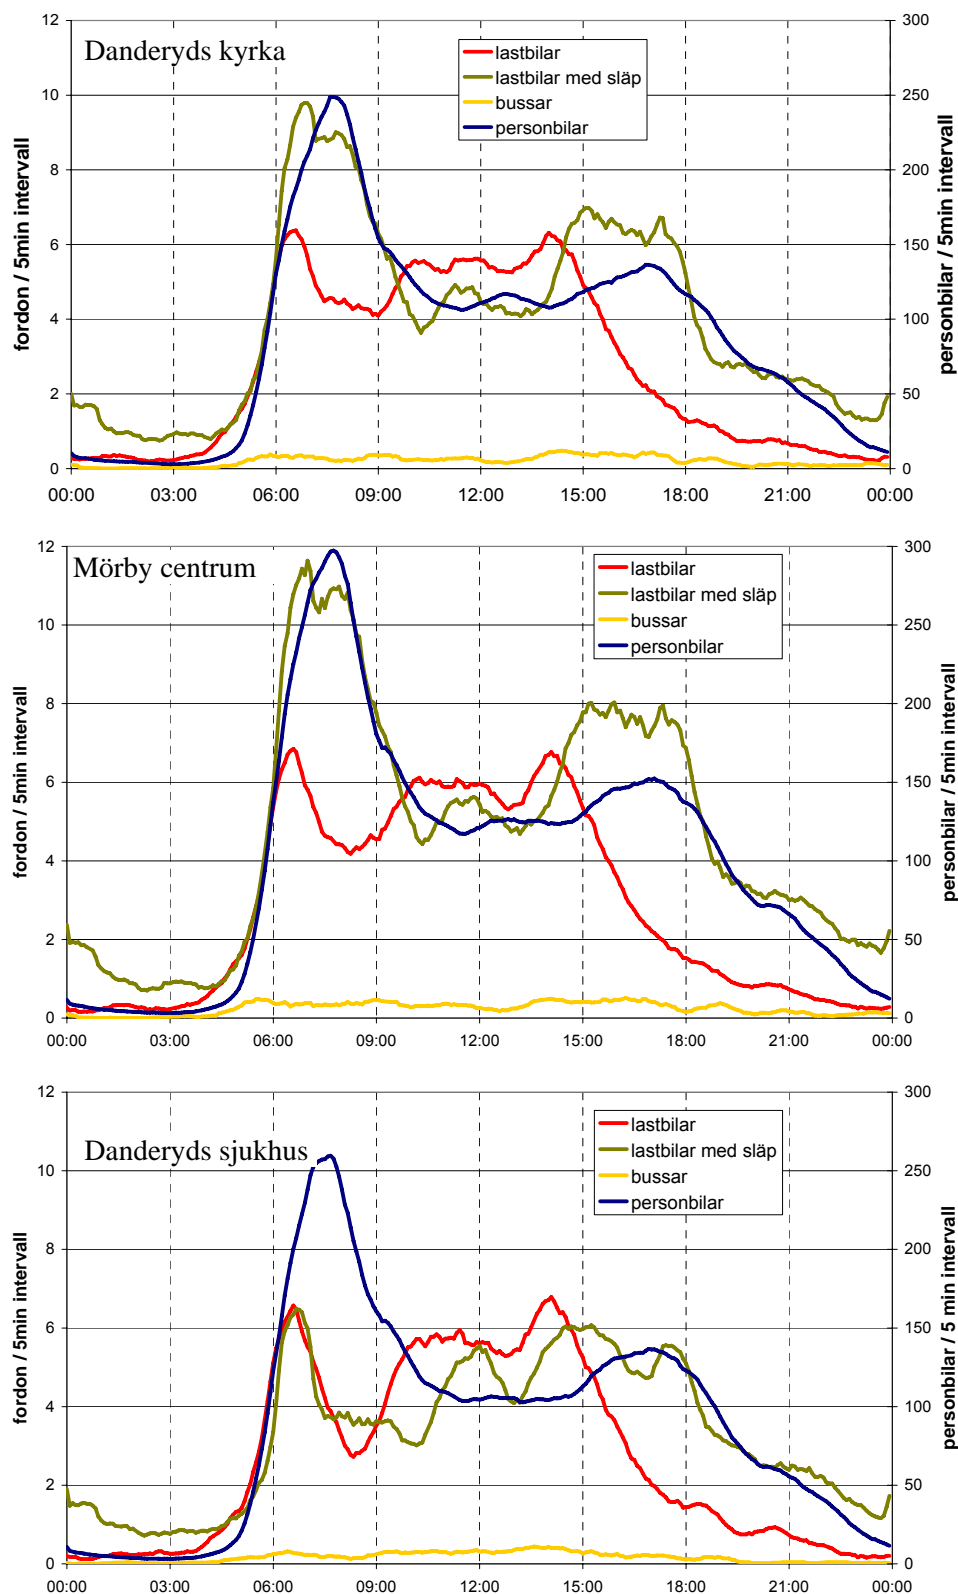 Danderyds kyrka
lastbilar
lastbilar med släp
bussar
personbilar
fordon / 5min intervall
personbilar / 5min intervall
12
10
8
6
4
2
0
300
250
200
150
100
50
0
00:00 03:00 06:00 09:00 12:00 15:00 18:00 21:00 00:00
Mörby centrum
lastbilar
lastbilar med släp
bussar
personbilar
fordon / 5min intervall
personbilar / 5min intervall
12
10
8
6
4
2
0
300
250
200
150
100
50
0
00:00 03:00 06:00 09:00 12:00 15:00 18:00 21:00 00:00
Danderyds sjukhus
lastbilar
lastbilar med släp
bussar
personbilar
fordon / 5min intervall
personbilar / 5 min intervall
12
10
8
6
4
2
0
300
250
200
150
100
50
0
00:00 03:00 06:00 09:00 12:00 15:00 18:00 21:00 00:00